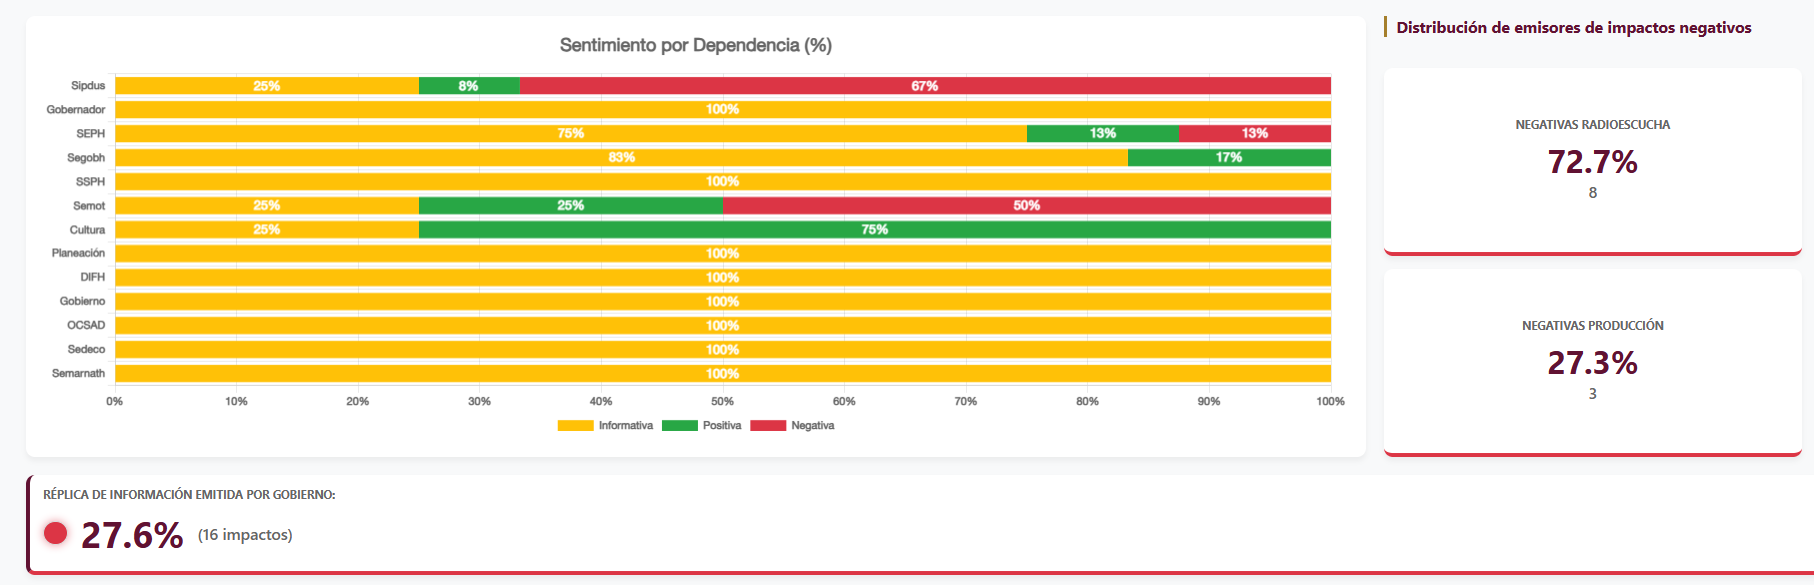 Sentimiento por Dependencia (%)
Sipdus 25% 8% 67%
Gobernador 100%
SEPH 75% 13% 13%
Segobh 83% 17%
SSPH 100%
Semot 25% 25% 50%
Cultura 25% 75%
Planeación 100%
DIFH 100%
Gobierno 100%
OCSAD 100%
Sedeco 100%
Semarnath 100%
0% 10% 20% 30% 40% 50% 60% 70% 80% 90% 100%
Informativa Positiva Negativa
Distribución de emisores de impactos negativos
NEGATIVAS RADIOESCUCHA
72.7%
8
NEGATIVAS PRODUCCIÓN
27.3%
3
RÉPLICA DE INFORMACIÓN EMITIDA POR GOBIERNO:
27.6% (16 impactos)